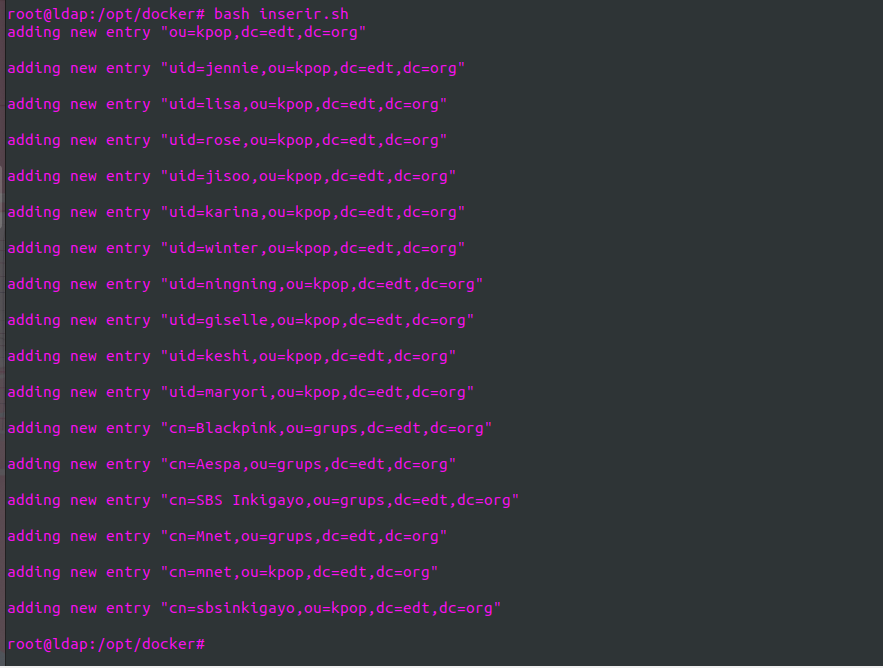 root@ldap:/opt/docker# bash inserir.sh
adding new entry "ou=kpop,dc=edt,dc=org"
adding new entry "uid=jennie,ou=kpop,dc=edt,dc=org"
adding new entry "uid=lisa,ou=kpop,dc=edt,dc=org"
adding new entry "uid=rose,ou=kpop,dc=edt,dc=org"
adding new entry "uid=jisoo,ou=kpop,dc=edt,dc=org"
adding new entry "uid=karina,ou=kpop,dc=edt,dc=org"
adding new entry "uid=winter,ou=kpop,dc=edt,dc=org"
adding new entry "uid=ningning,ou=kpop,dc=edt,dc=org"
adding new entry "uid=giselle,ou=kpop,dc=edt,dc=org"
adding new entry "uid=keshi,ou=kpop,dc=edt,dc=org"
adding new entry "uid=maryori,ou=kpop,dc=edt,dc=org"
adding new entry "cn=Blackpink,ou=grups,dc=edt,dc=org"
adding new entry "cn=Aespa,ou=grups,dc=edt,dc=org"
adding new entry "cn=SBS Inkigayo,ou=grups,dc=edt,dc=org"
adding new entry "cn=Mnet,ou=grups,dc=edt,dc=org"
adding new entry "cn=mnet,ou=kpop,dc=edt,dc=org"
adding new entry "cn=sbsinkigayo,ou=kpop,dc=edt,dc=org"
root@ldap:/opt/docker#